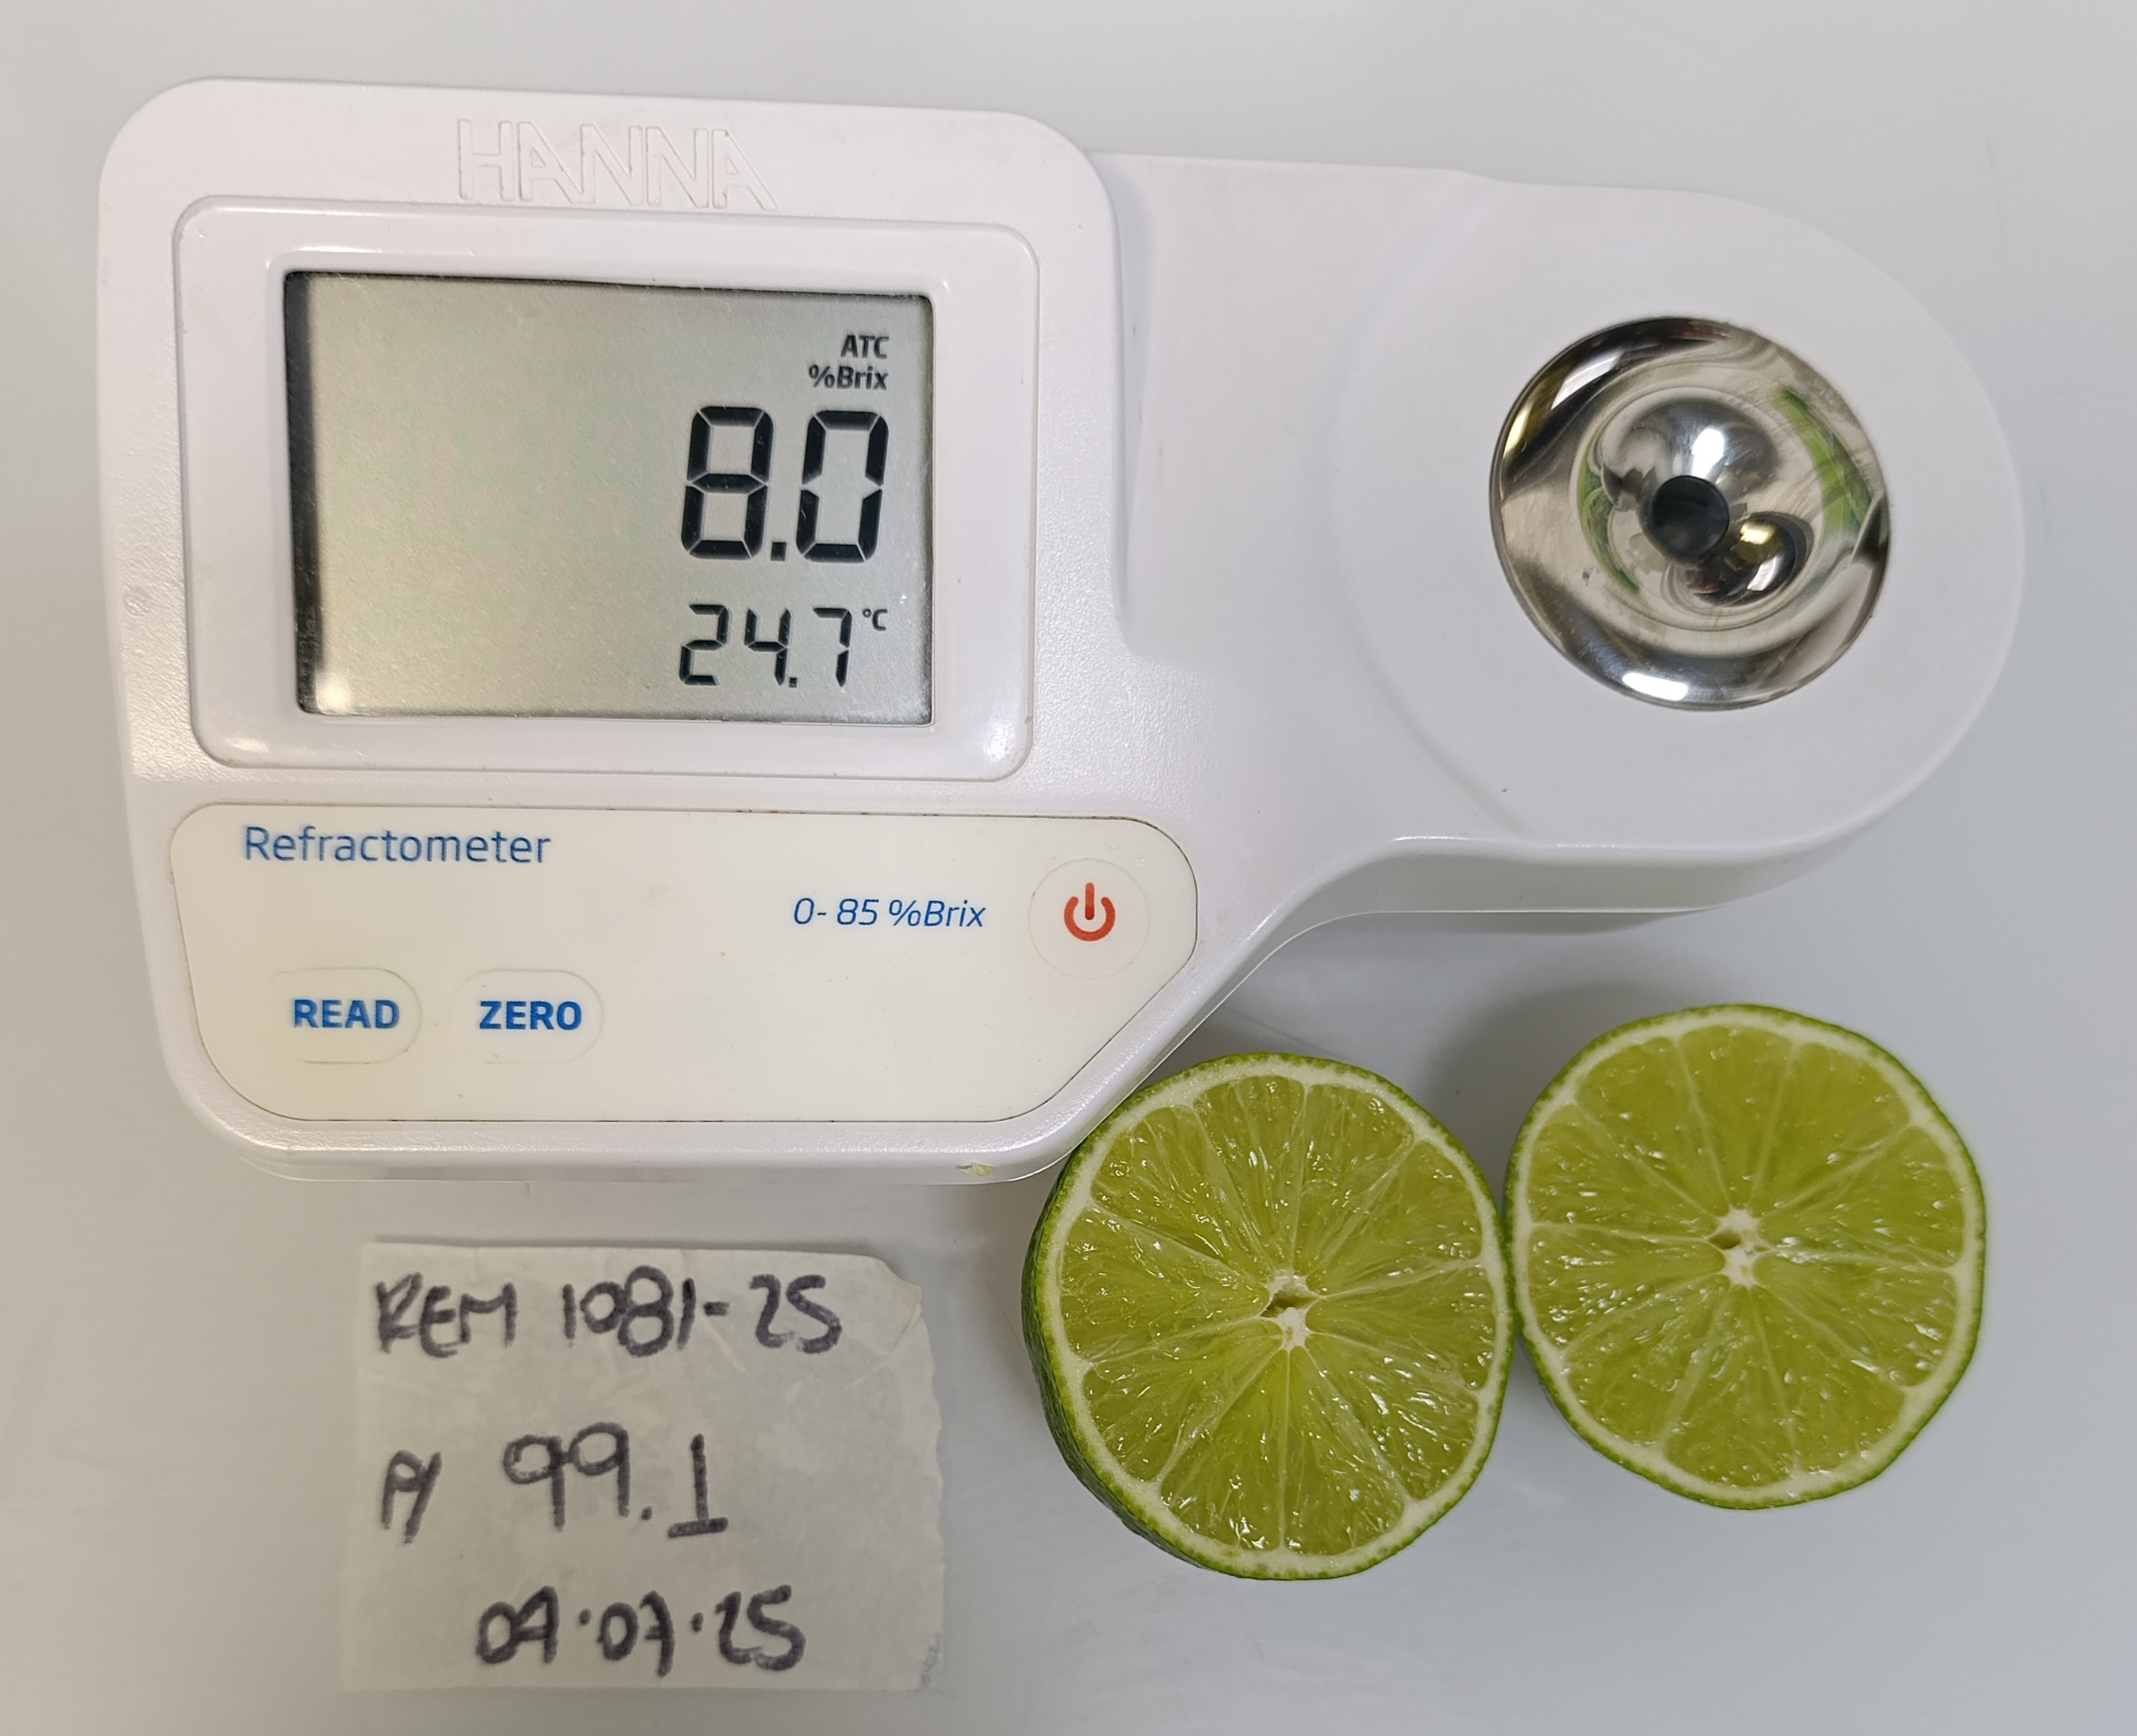 HANNA
ATC
%Brix
8.0
24.7 °C
Refractometer
0- 85 %Brix
READ ZERO
REM 1081-25
P/ 99.1
09.07.25